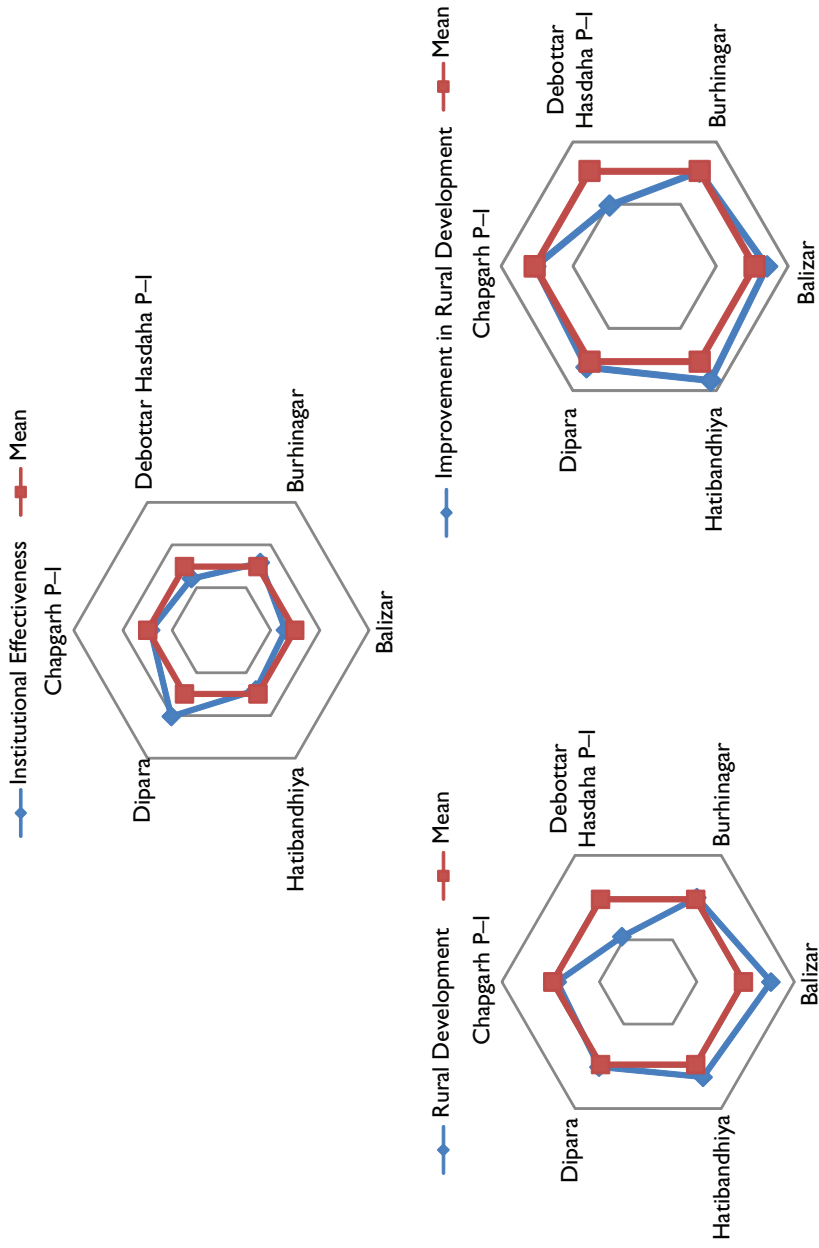 Institutional Effectiveness Mean
Chapgarh P–I
Dipara
Debottar Hasdaha P–I
Hatibandhiya
Burhinagar
Balizar
Rural Development Mean
Chapgarh P–I
Dipara
Debottar
Hasdaha P–I
Hatibandhiya
Burhinagar
Balizar
Improvement in Rural Development Mean
Chapgarh P–I
Dipara
Debottar
Hasdaha P–I
Hatibandhiya
Burhinagar
Balizar